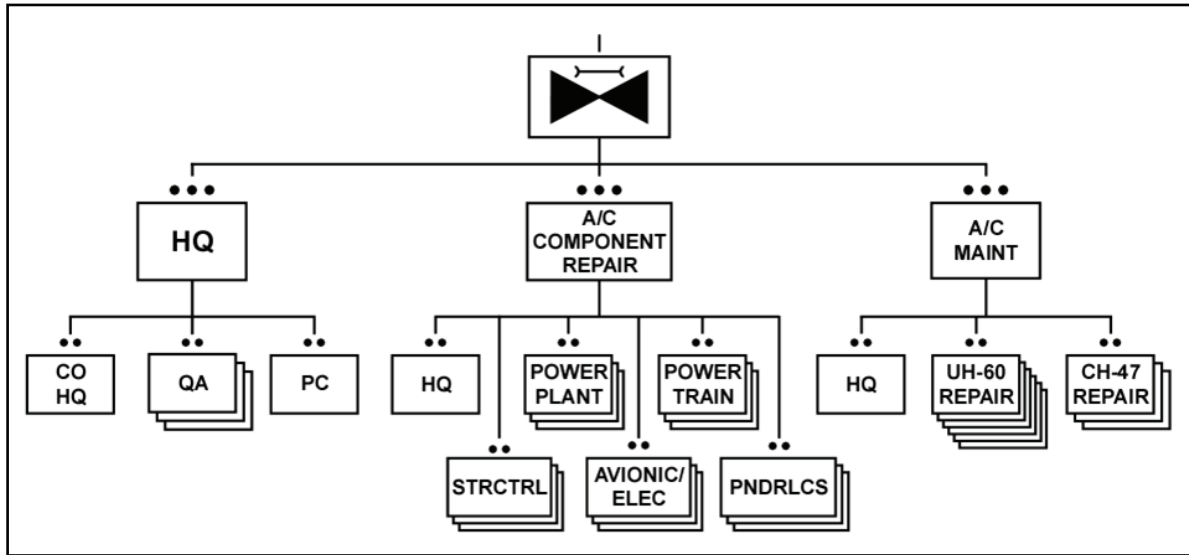 HQ
A/C
COMPONENT
REPAIR
A/C
MAINT
CO
HQ
QA
PC
HQ
POWER
PLANT
POWER
TRAIN
HQ
UH-60
REPAIR
CH-47
REPAIR
STRCTRL
AVIONIC/
ELEC
PNDRLCS